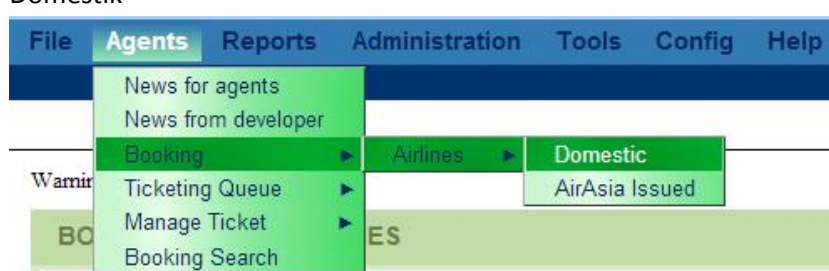 File Agents Reports Administration Tools Config Help
News for agents
News from developer
Booking Airlines Domestic
Ticketing Queue AirAsia Issued
Manage Ticket
Booking Search